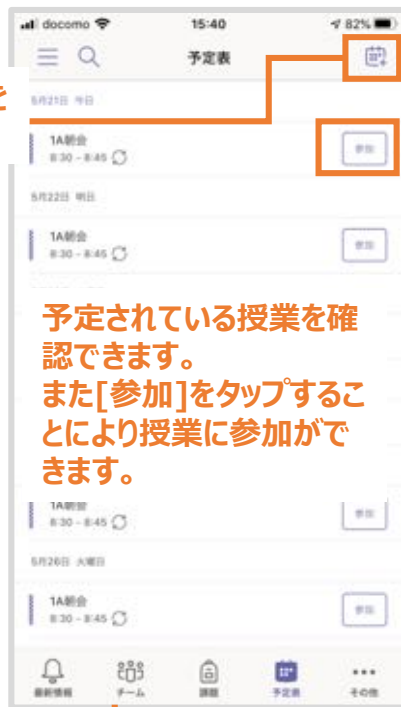 docomo 15:40 82%
予定表
を
5月21日 今日
1A朝会
8:30 - 8:45
参加
5月22日 明日
1A朝会
8:30 - 8:45
参加
予定されている授業を確
認できます。
また[参加]をタップするこ
とにより授業に参加がで
きます。
1A朝会
8:30 - 8:45
参加
5月26日 火曜日
1A朝会
8:30 - 8:45
参加
最新情報 チーム 課題 予定表 その他